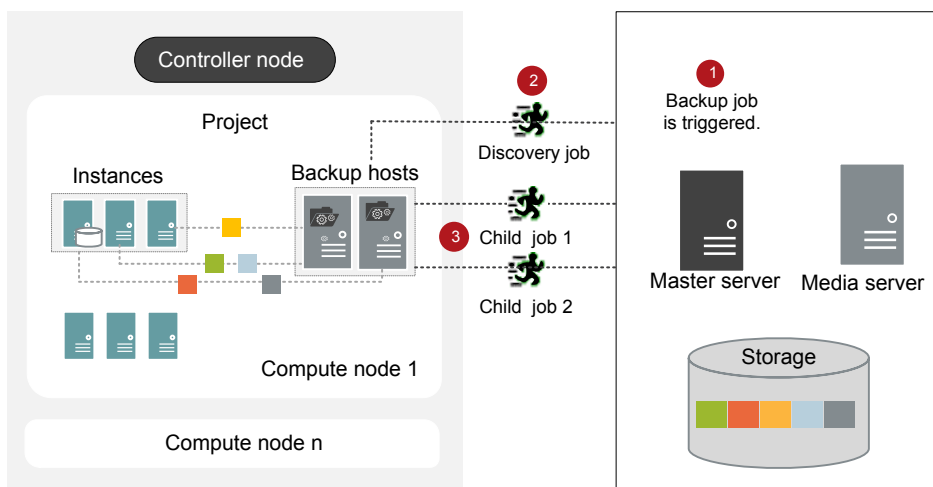 Controller node
Project
Instances
Backup hosts
Compute node 1
Compute node n
2
Discovery job
3
Child job 1
Child job 2
1
Backup job
is triggered.
Master server
Media server
Storage